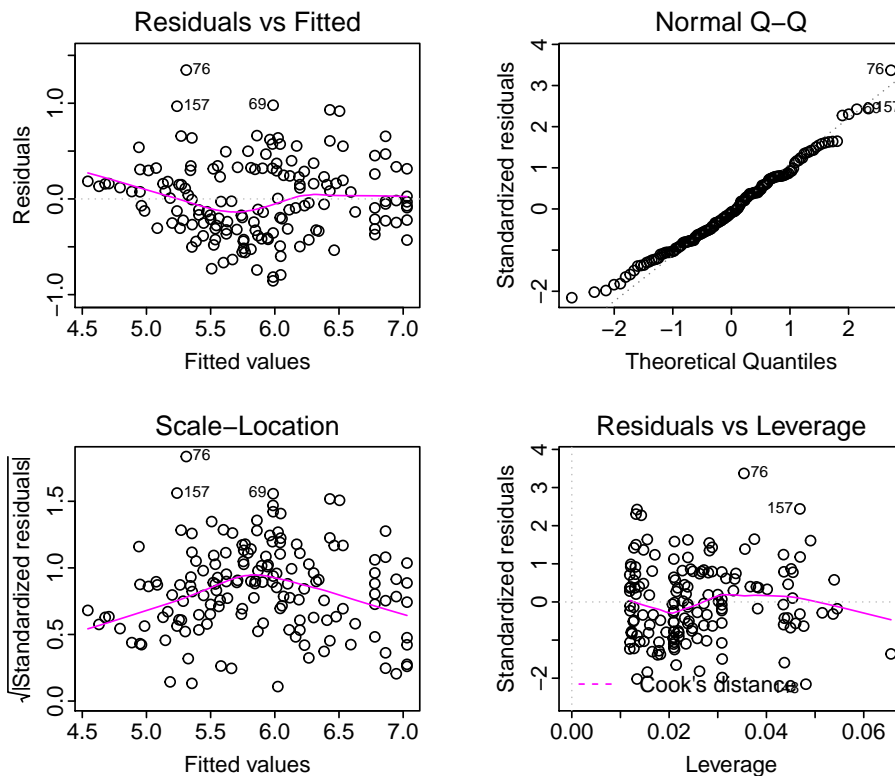 Residuals vs Fitted
Residuals
−1.0 0.0 1.0
76
157
69
4.5 5.0 5.5 6.0 6.5 7.0
Fitted values
Normal Q−Q
Standardized residuals
−2 0 1 2 3 4
76
157
69
−2 −1 0 1 2
Theoretical Quantiles
Scale−Location
√|Standardized residuals|
0.0 0.5 1.0 1.5
76
157
69
4.5 5.0 5.5 6.0 6.5 7.0
Fitted values
Residuals vs Leverage
Standardized residuals
−2 0 1 2 3 4
76
157
Cook's distance
148
0.00 0.02 0.04 0.06
Leverage